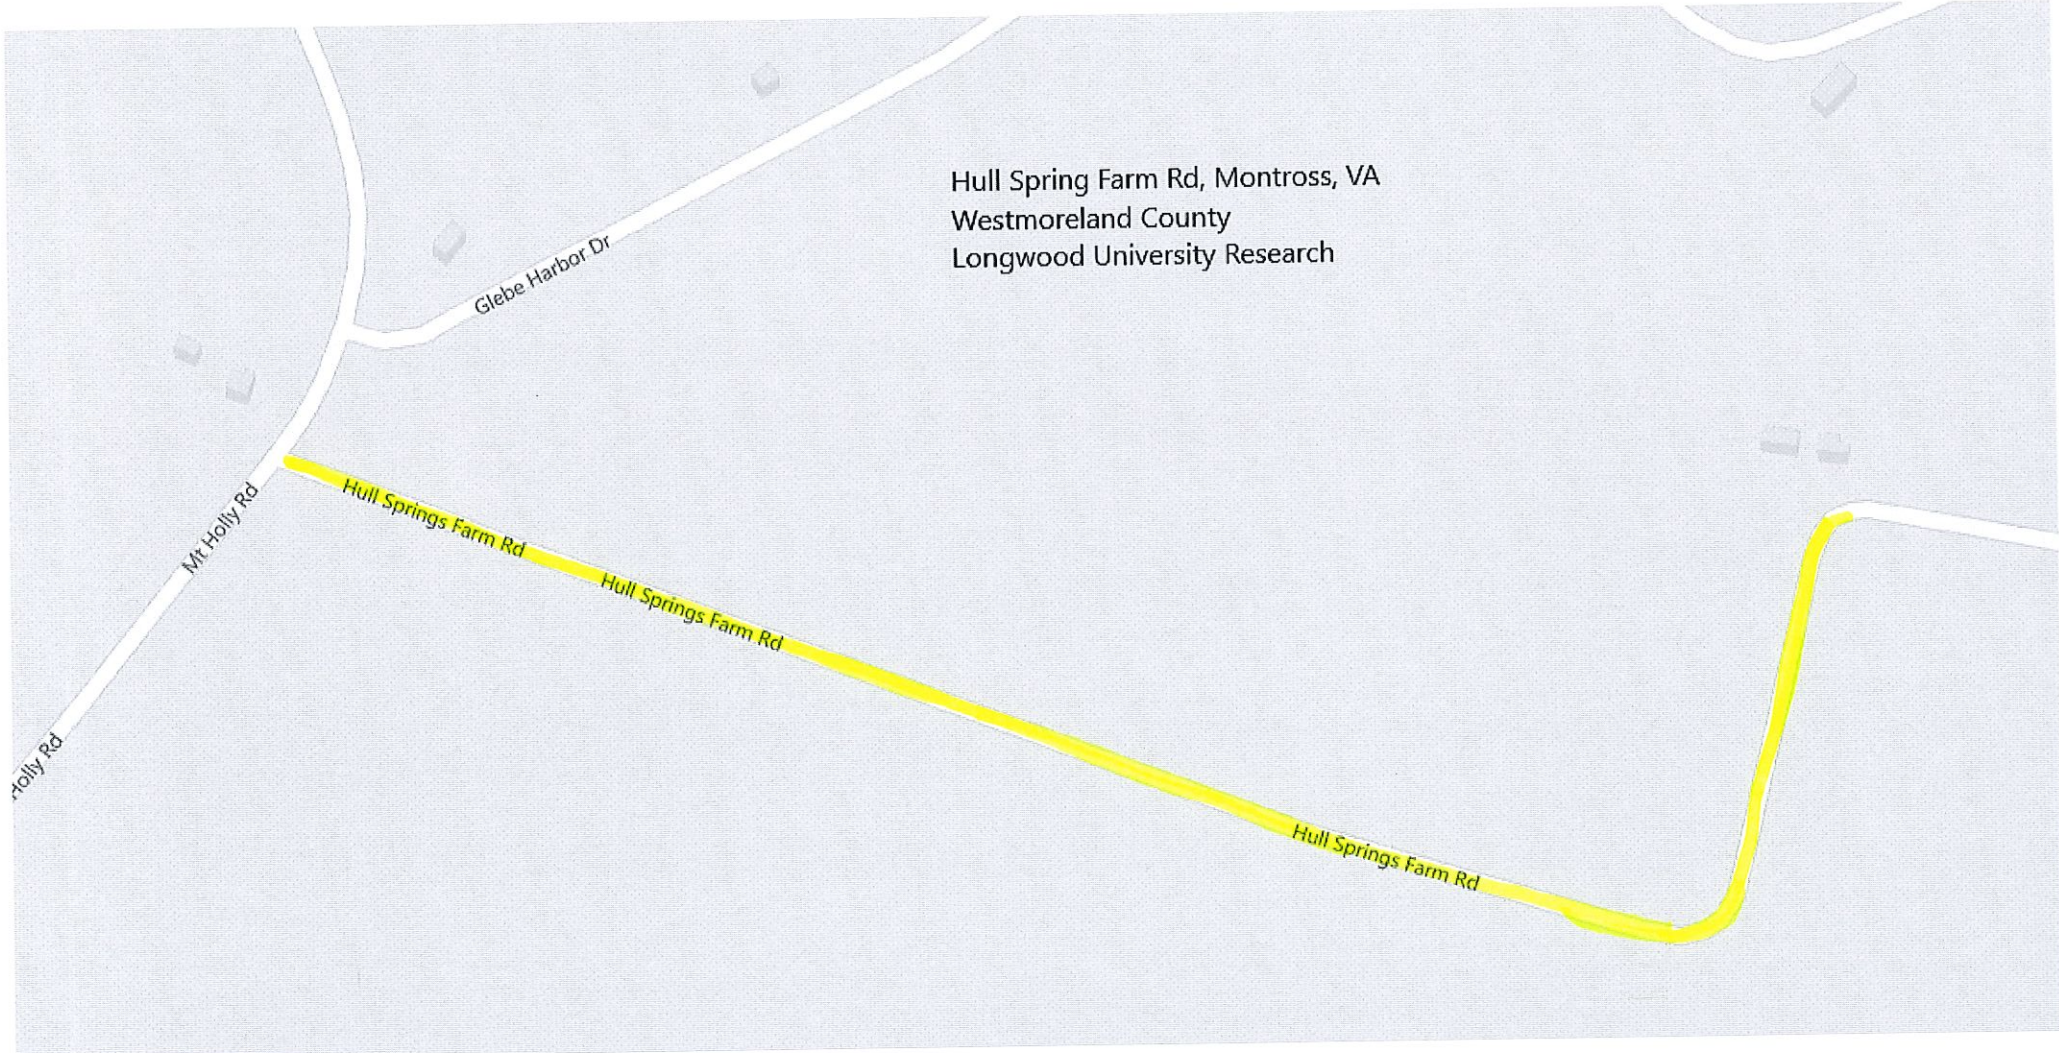 Hull Spring Farm Rd, Montross, VA
Westmoreland County
Longwood University Research
Glebe Harbor Dr
Mt Holly Rd
Hull Springs Farm Rd
Hull Springs Farm Rd
Holly Rd
Hull Springs Farm Rd